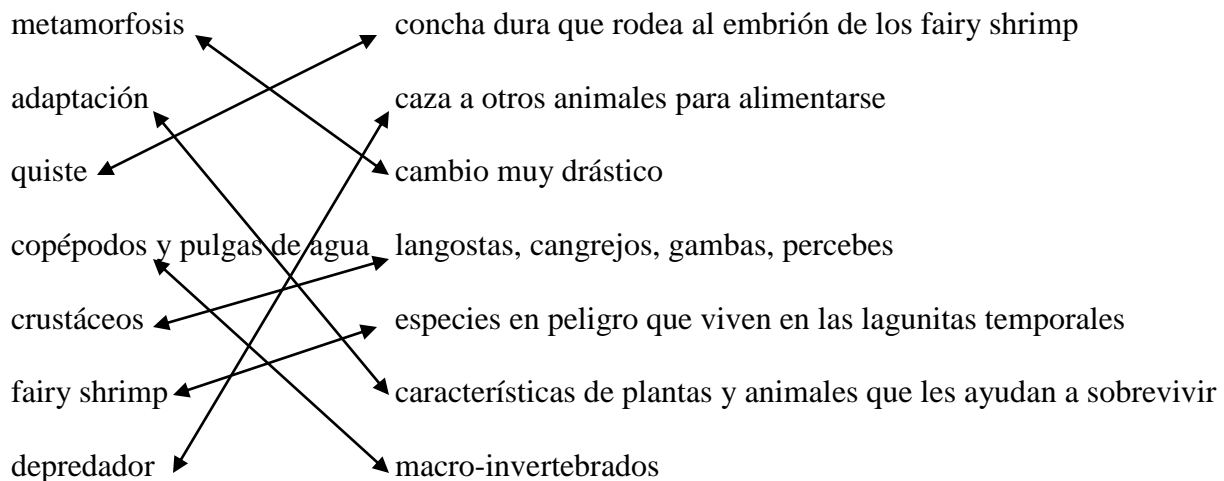 metamorfosis concha dura que rodea al embrión de los fairy shrimp
adaptación caza a otros animales para alimentarse
quiste cambio muy drástico
copépodos y pulgas de agua langostas, cangrejos, gambas, percebes
crustáceos especies en peligro que viven en las lagunitas temporales
fairy shrimp características de plantas y animales que les ayudan a sobrevivir
depredador macro-invertebrados